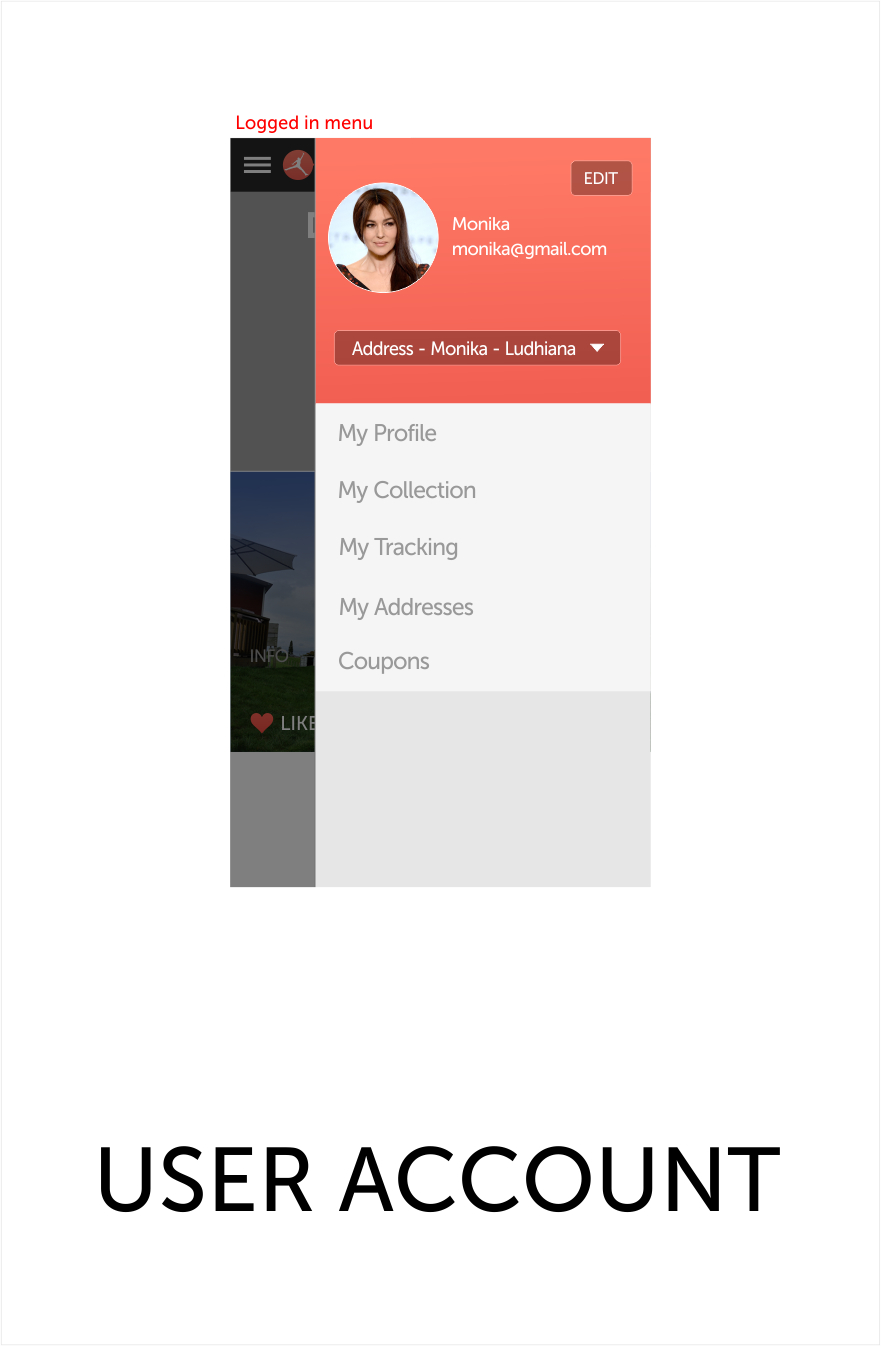 Logged in menu
EDIT
Monika
monika@gmail.com
Address - Monika - Ludhiana
My Profile
My Collection
My Tracking
My Addresses
Coupons
INFO
LIKE
USER ACCOUNT